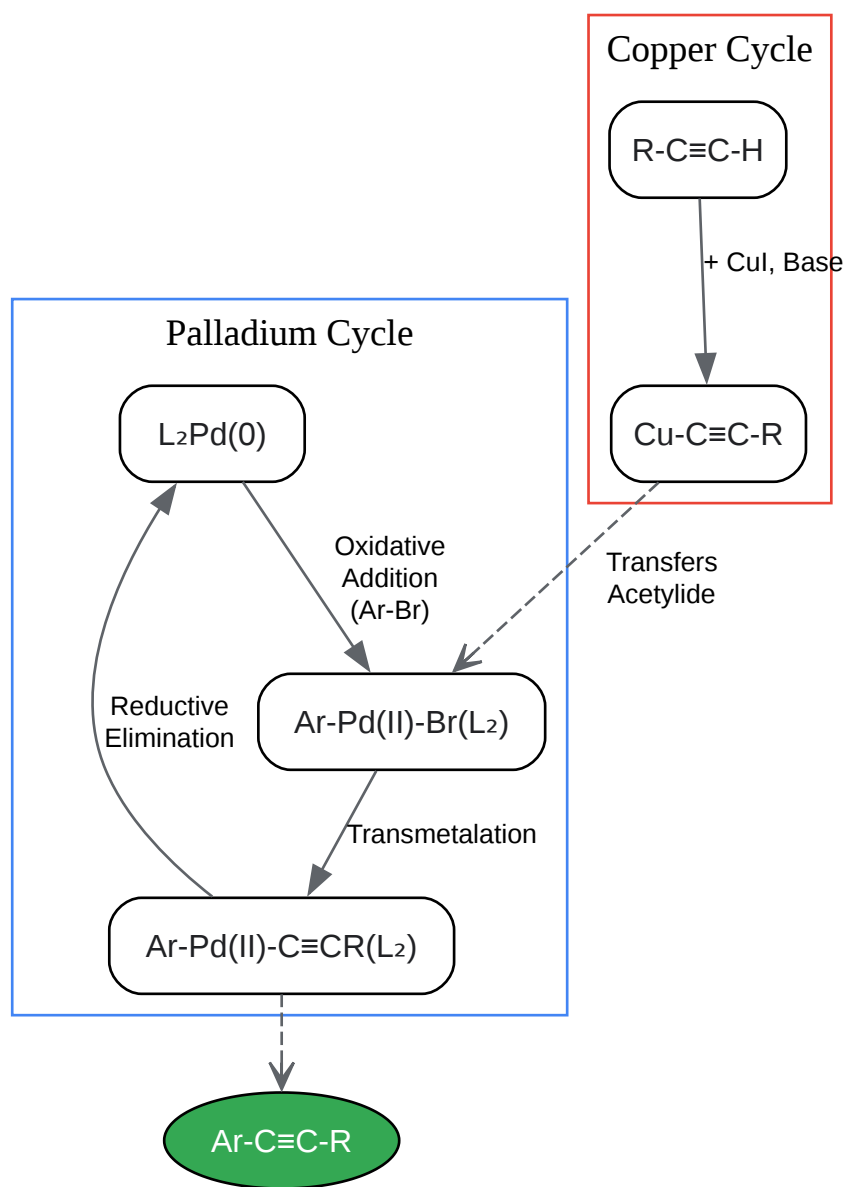 Copper Cycle
R-C≡C-H
+ CuI, Base
Cu-C≡C-R
Transfers
Acetylide
Palladium Cycle
L₂Pd(0)
Oxidative
Addition
(Ar-Br)
Ar-Pd(II)-Br(L₂)
Reductive
Elimination
Transmetalation
Ar-Pd(II)-C≡CR(L₂)
Ar-C≡C-R